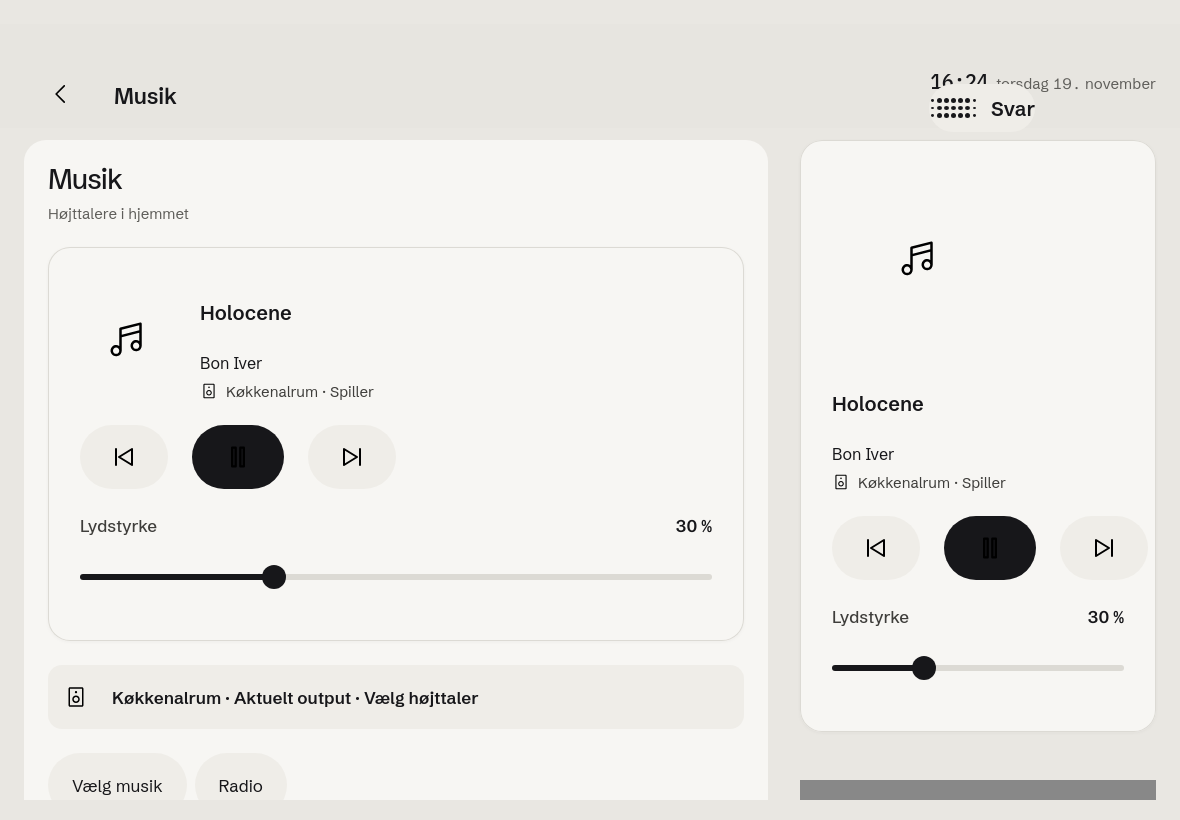 Musik
16:24 torsdag 19. november
Svar
Musik
Højttalere i hjemmet
Holocene
Bon Iver
Køkkenalrum · Spiller
Lydstyrke 30 %
Køkkenalrum · Aktuelt output · Vælg højttaler
Vælg musik Radio
Holocene
Bon Iver
Køkkenalrum · Spiller
Lydstyrke 30 %